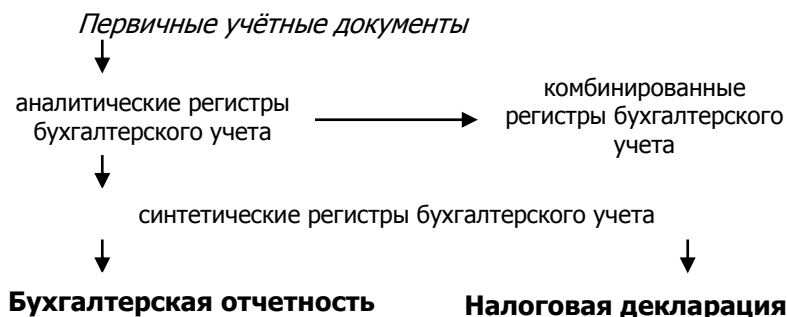 Первичные учётные документы
аналитические регистры
бухгалтерского учета
комбинированные
регистры бухгалтерского
учета
синтетические регистры бухгалтерского учета
Бухгалтерская отчетность
Налоговая декларация